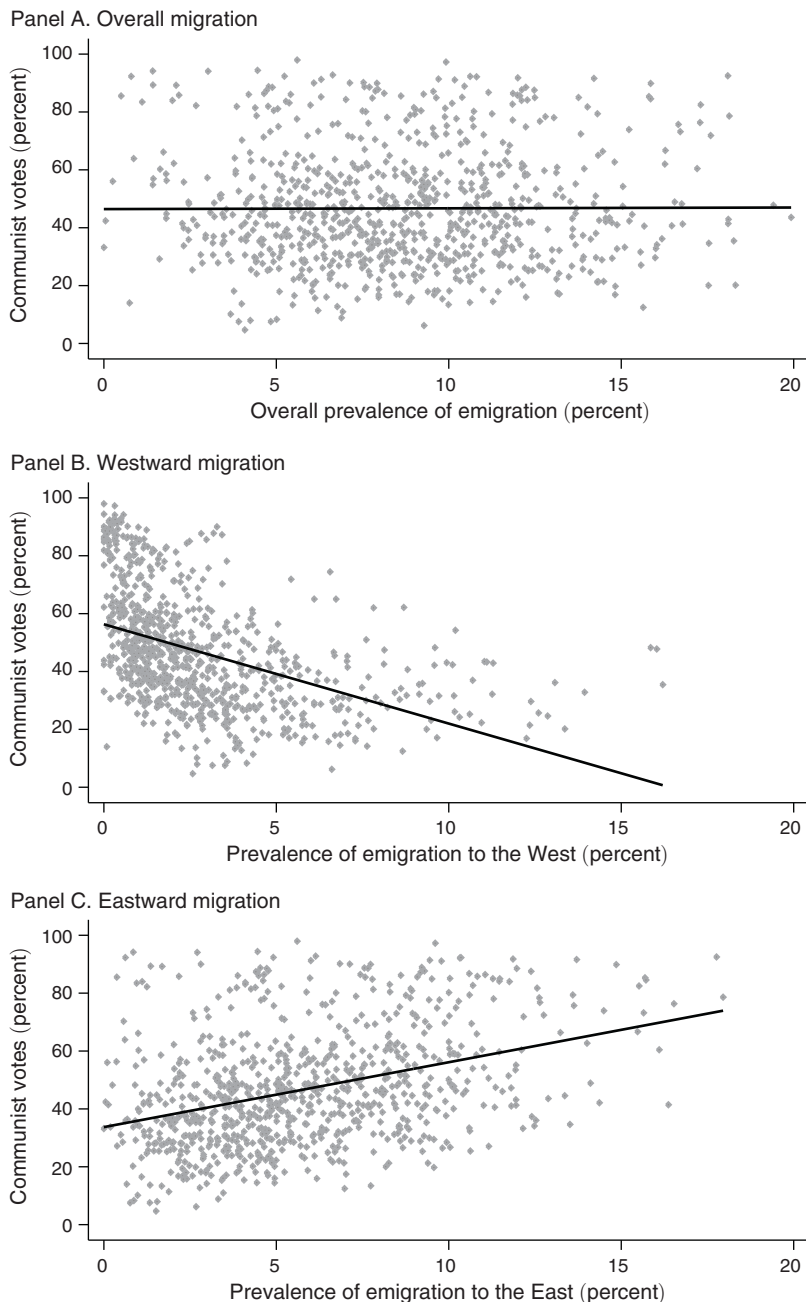 Panel A. Overall migration
100
80
60
40
20
0
Communist votes (percent)
0 5 10 15 20
Overall prevalence of emigration (percent)
Panel B. Westward migration
100
80
60
40
20
0
Communist votes (percent)
0 5 10 15 20
Prevalence of emigration to the West (percent)
Panel C. Eastward migration
100
80
60
40
20
0
Communist votes (percent)
0 5 10 15 20
Prevalence of emigration to the East (percent)